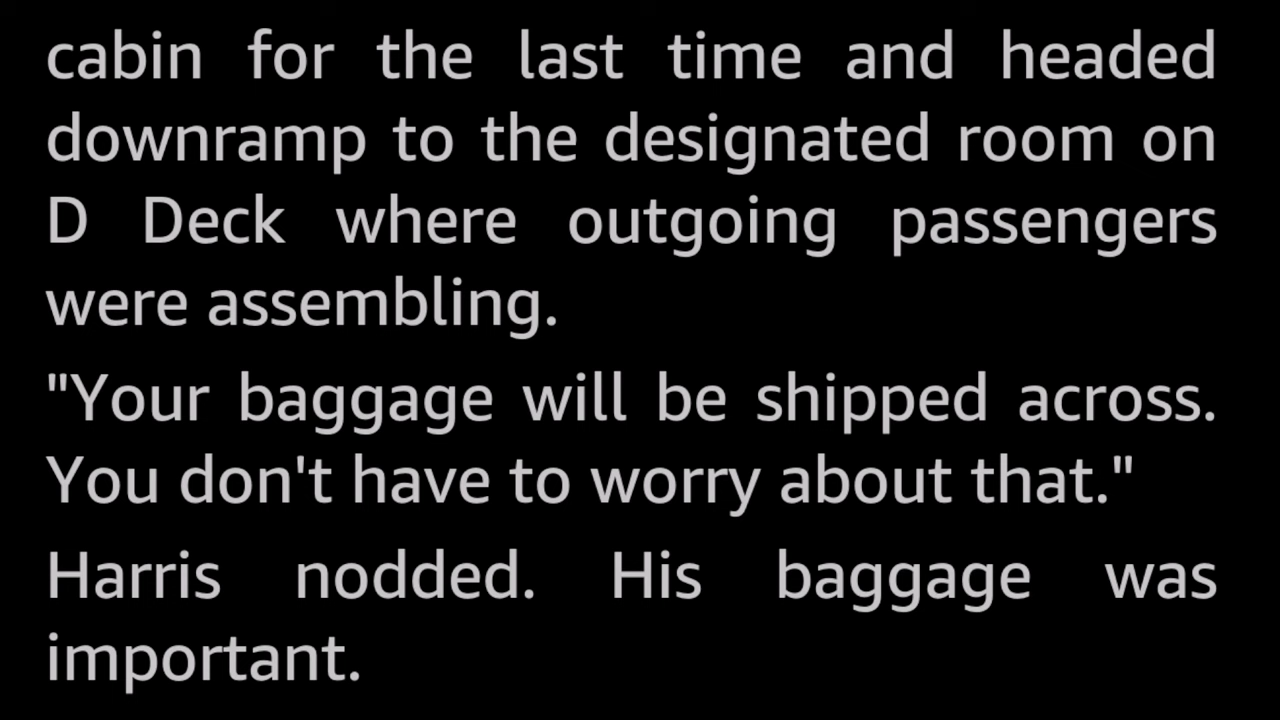 cabin for the last time and headed
downramp to the designated room on
D Deck where outgoing passengers
were assembling.
"Your baggage will be shipped across.
You don't have to worry about that."
Harris nodded. His baggage was
important.